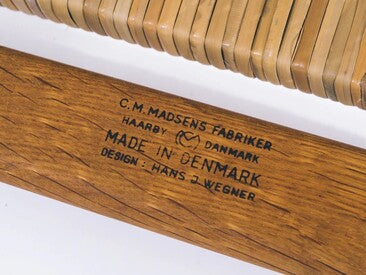 C.M. MADSENS FABRIKER
HAARBY DANMARK
MADE IN DENMARK
DESIGN : HANS J. WEGNER